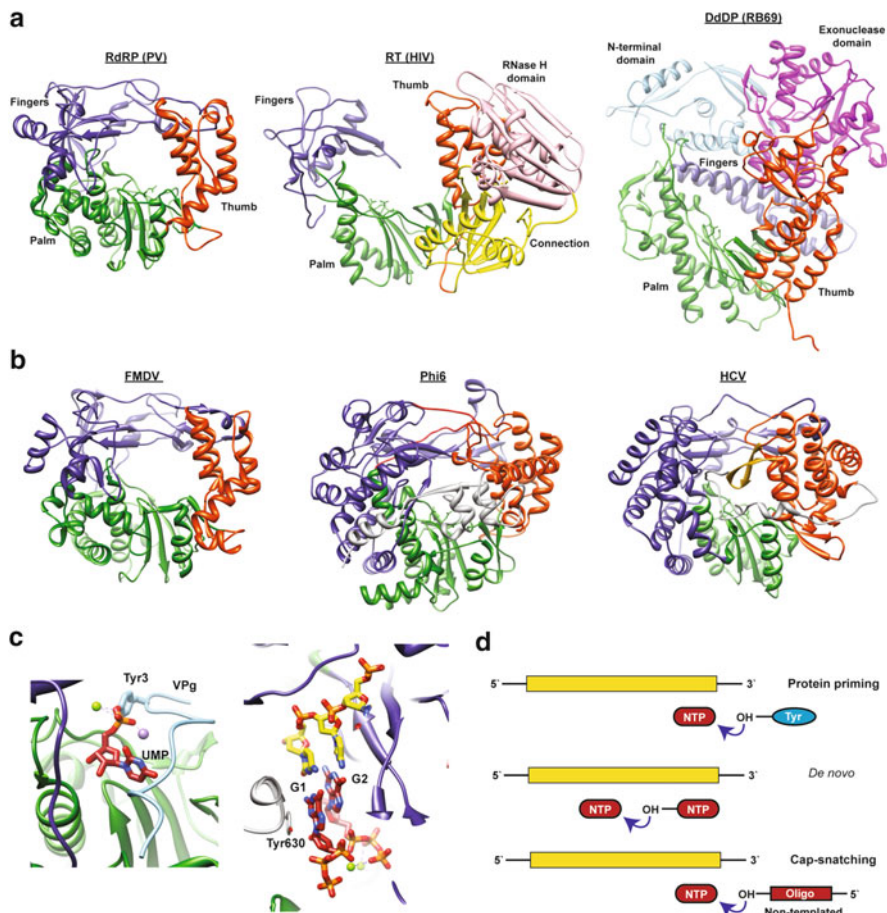 a
RdRP (PV)
Fingers
Palm
Thumb
RT (HIV)
Fingers
Thumb
RNase H
domain
Palm
Connection
DdDP (RB69)
N-terminal
domain
Exonuclease
domain
Fingers
Palm
Thumb
b
FMDV
Phi6
HCV
c
Tyr3
VPg
UMP
G1
G2
Tyr630
d
5` 3` Protein priming
NTP OH Tyr
5` 3` De novo
NTP OH NTP
5` 3` Cap-snatching
NTP OH Oligo 5`
Non-templated